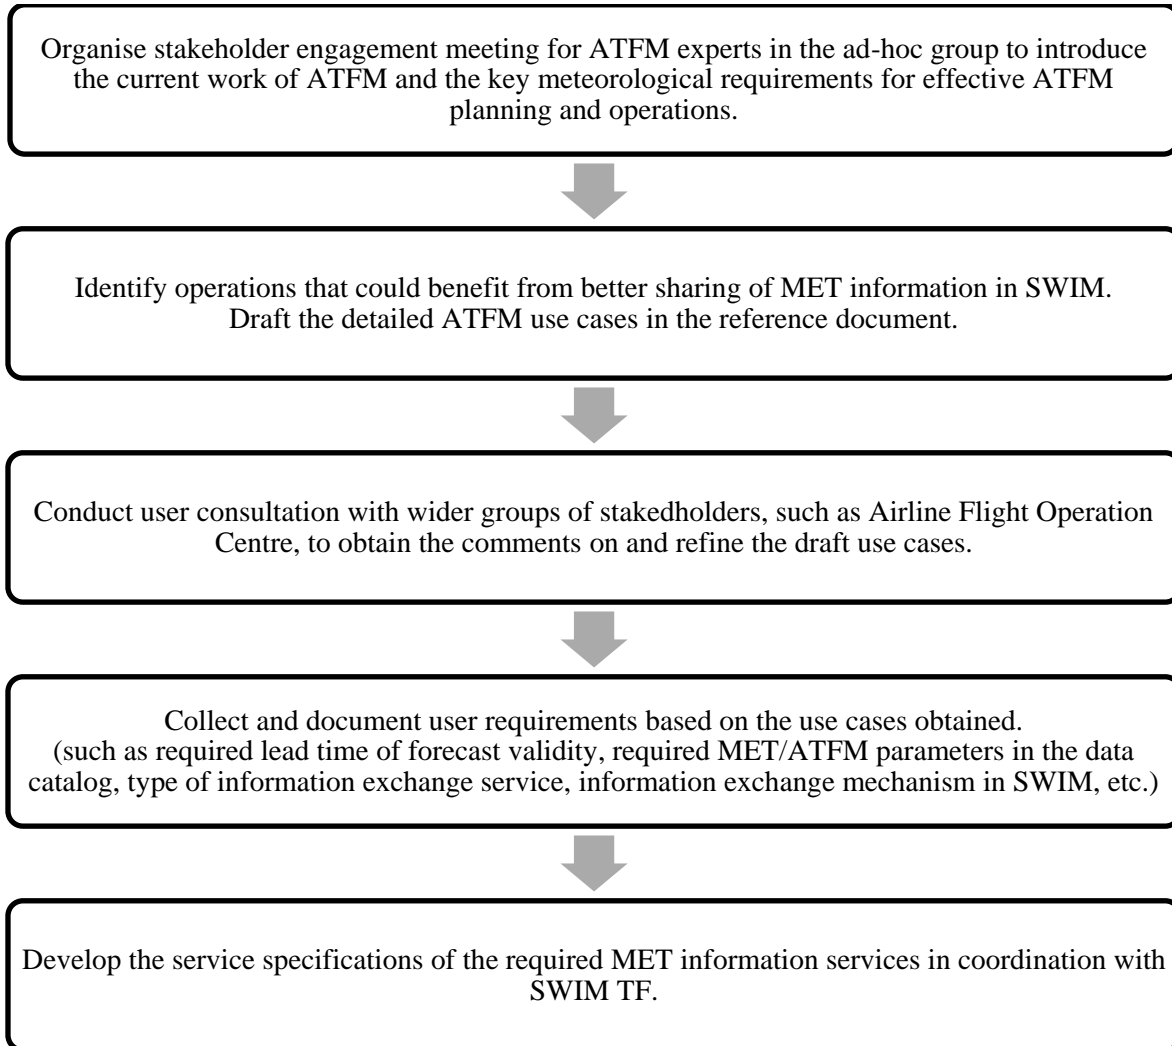 Organise stakeholder engagement meeting for ATFM experts in the ad-hoc group to introduce
the current work of ATFM and the key meteorological requirements for effective ATFM
planning and operations.
Identify operations that could benefit from better sharing of MET information in SWIM.
Draft the detailed ATFM use cases in the reference document.
Conduct user consultation with wider groups of stakedholders, such as Airline Flight Operation
Centre, to obtain the comments on and refine the draft use cases.
Collect and document user requirements based on the use cases obtained.
(such as required lead time of forecast validity, required MET/ATFM parameters in the data
catalog, type of information exchange service, information exchange mechanism in SWIM, etc.)
Develop the service specifications of the required MET information services in coordination with
SWIM TF.